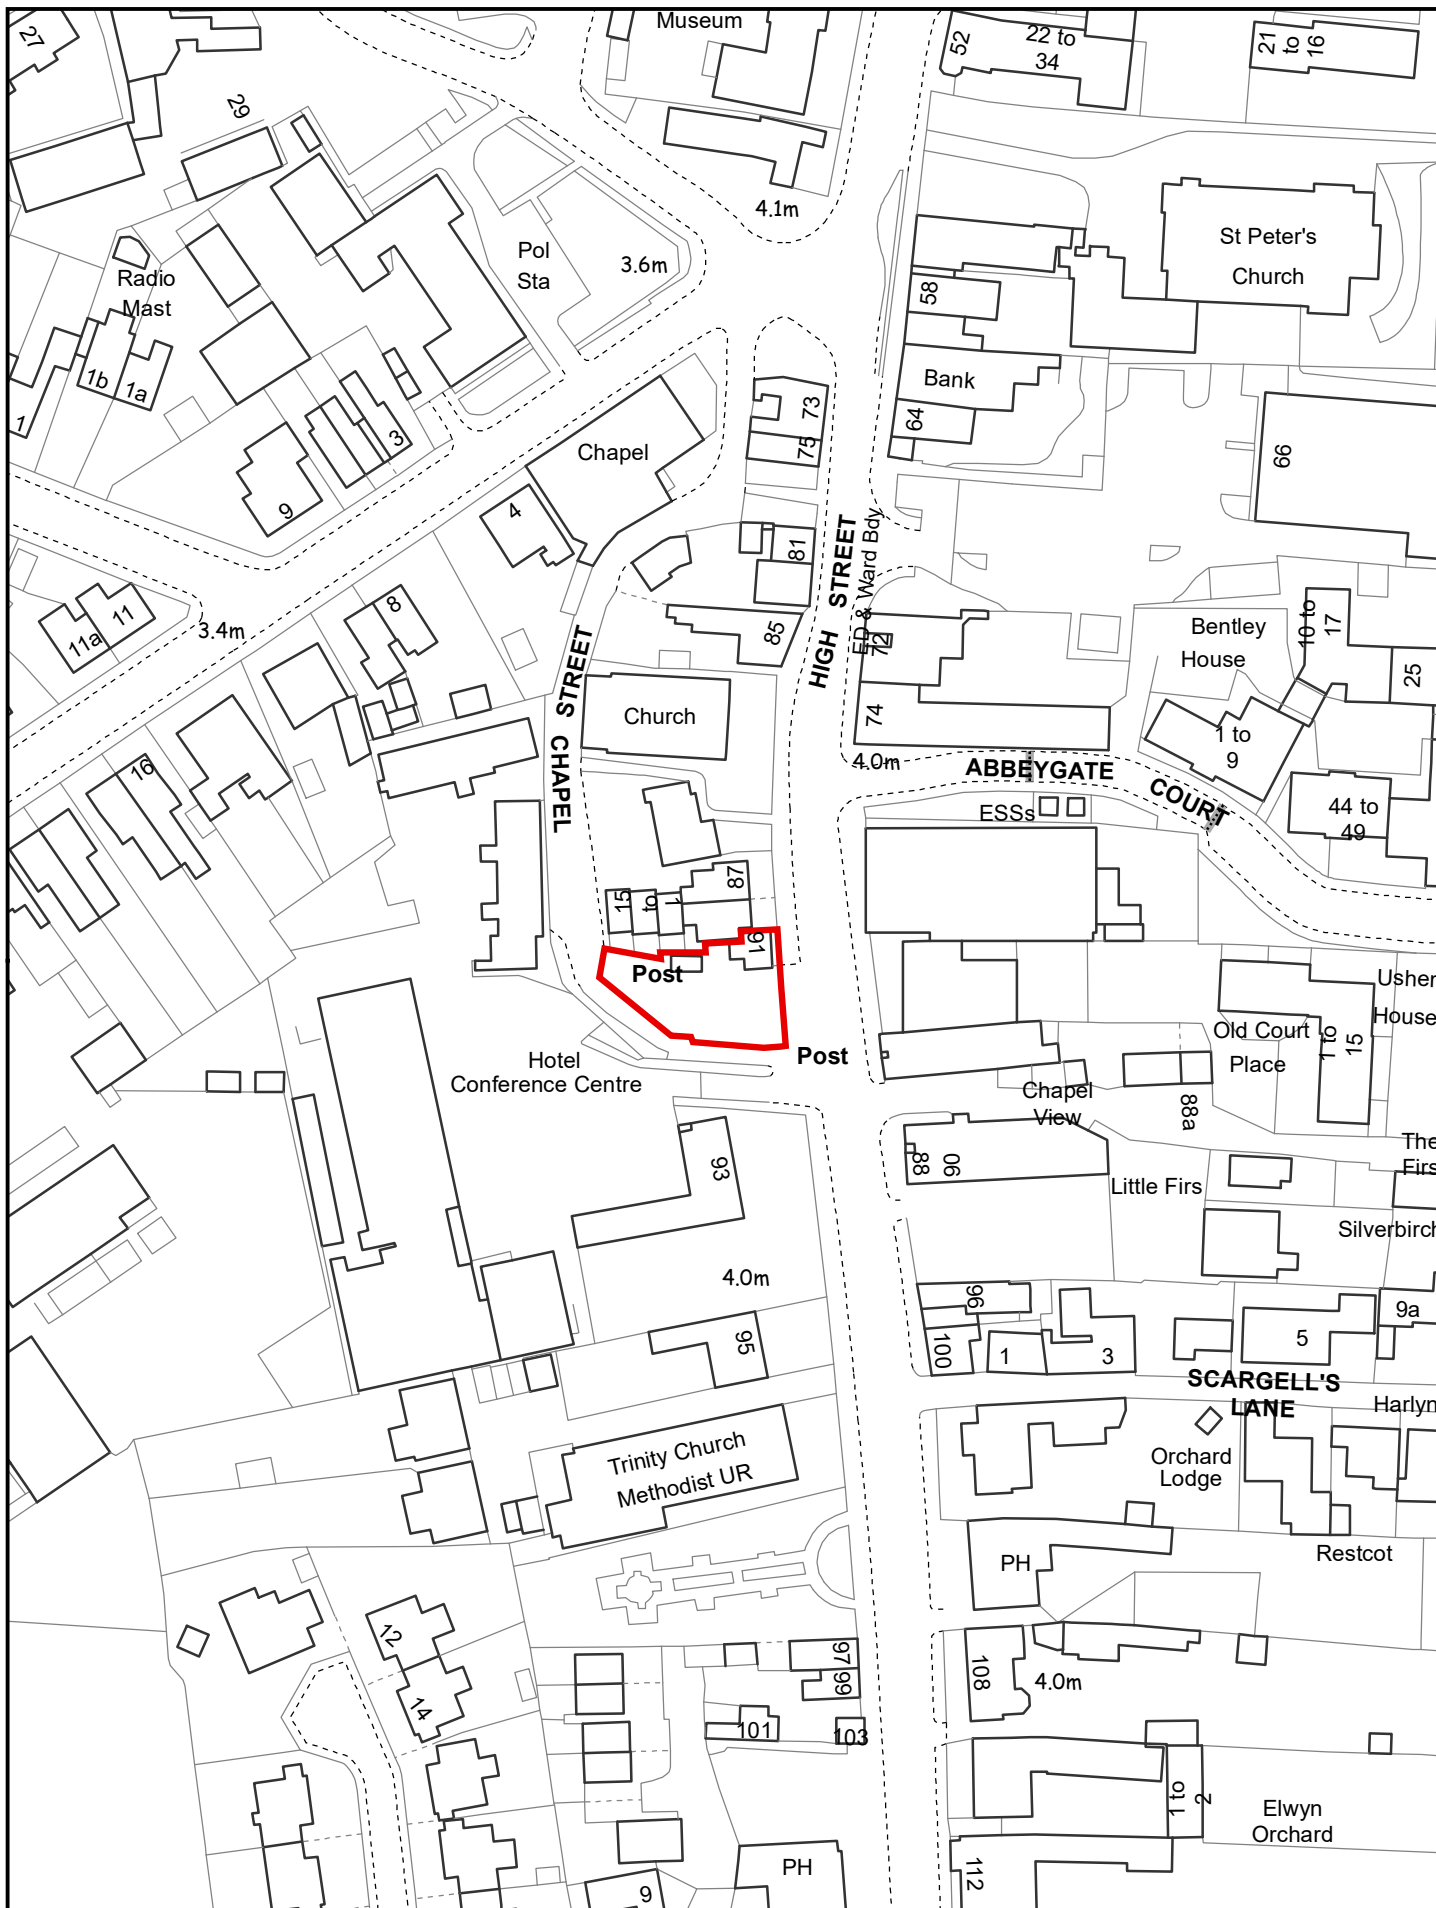 Museum
27
52
22 to
34
21
to
16
29
4.1m
Pol
Sta
3.6m
St Peter's
Church
Radio
Mast
58
1b
1a
1
Bank
73
64
75
3
Chapel
66
9
4
81
HIGH STREET
ED & Ward Bdy
11
11a
8
3.4m
85
72
Bentley
House
10 to
17
25
CHAPEL STREET
Church
74
1 to
9
16
4.0m
ABBEYGATE
COURT
ESSs
44 to
49
87
15
to
1
91
Post
Usher
House
Old Court
Place
1 to
15
Post
Hotel
Conference Centre
Chapel
View
88a
The
Firs
93
88
90
Little Firs
Silverbirch
4.0m
96
9a
95
100
1
3
5
SCARGELL'S
LANE
Harlyn
Trinity Church
Methodist UR
Orchard
Lodge
PH
Restcot
12
97
99
108
4.0m
14
101
103
1 to
2
Elwyn
Orchard
PH
112
9